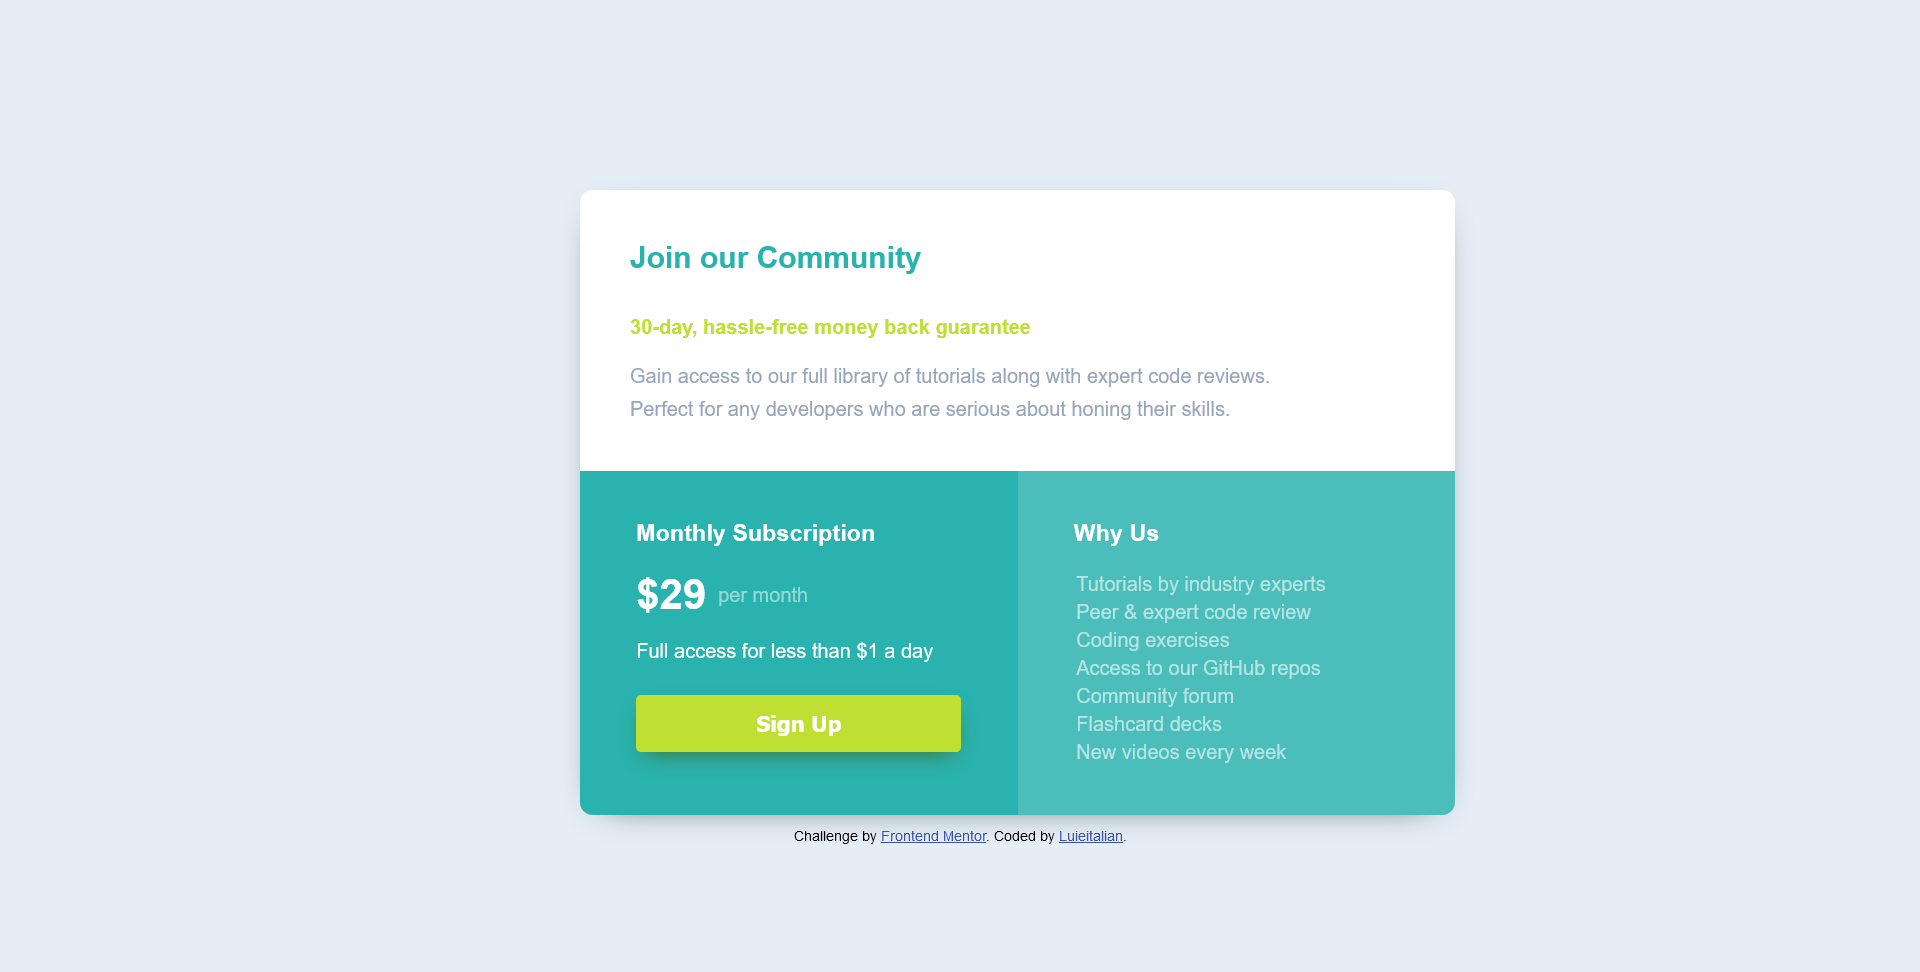 Join our Community
30-day, hassle-free money back guarantee
Gain access to our full library of tutorials along with expert code reviews.
Perfect for any developers who are serious about honing their skills.
Monthly Subscription
$29 per month
Full access for less than $1 a day
Sign Up
Why Us
Tutorials by industry experts
Peer & expert code review
Coding exercises
Access to our GitHub repos
Community forum
Flashcard decks
New videos every week
Challenge by Frontend Mentor. Coded by Luieitalian.